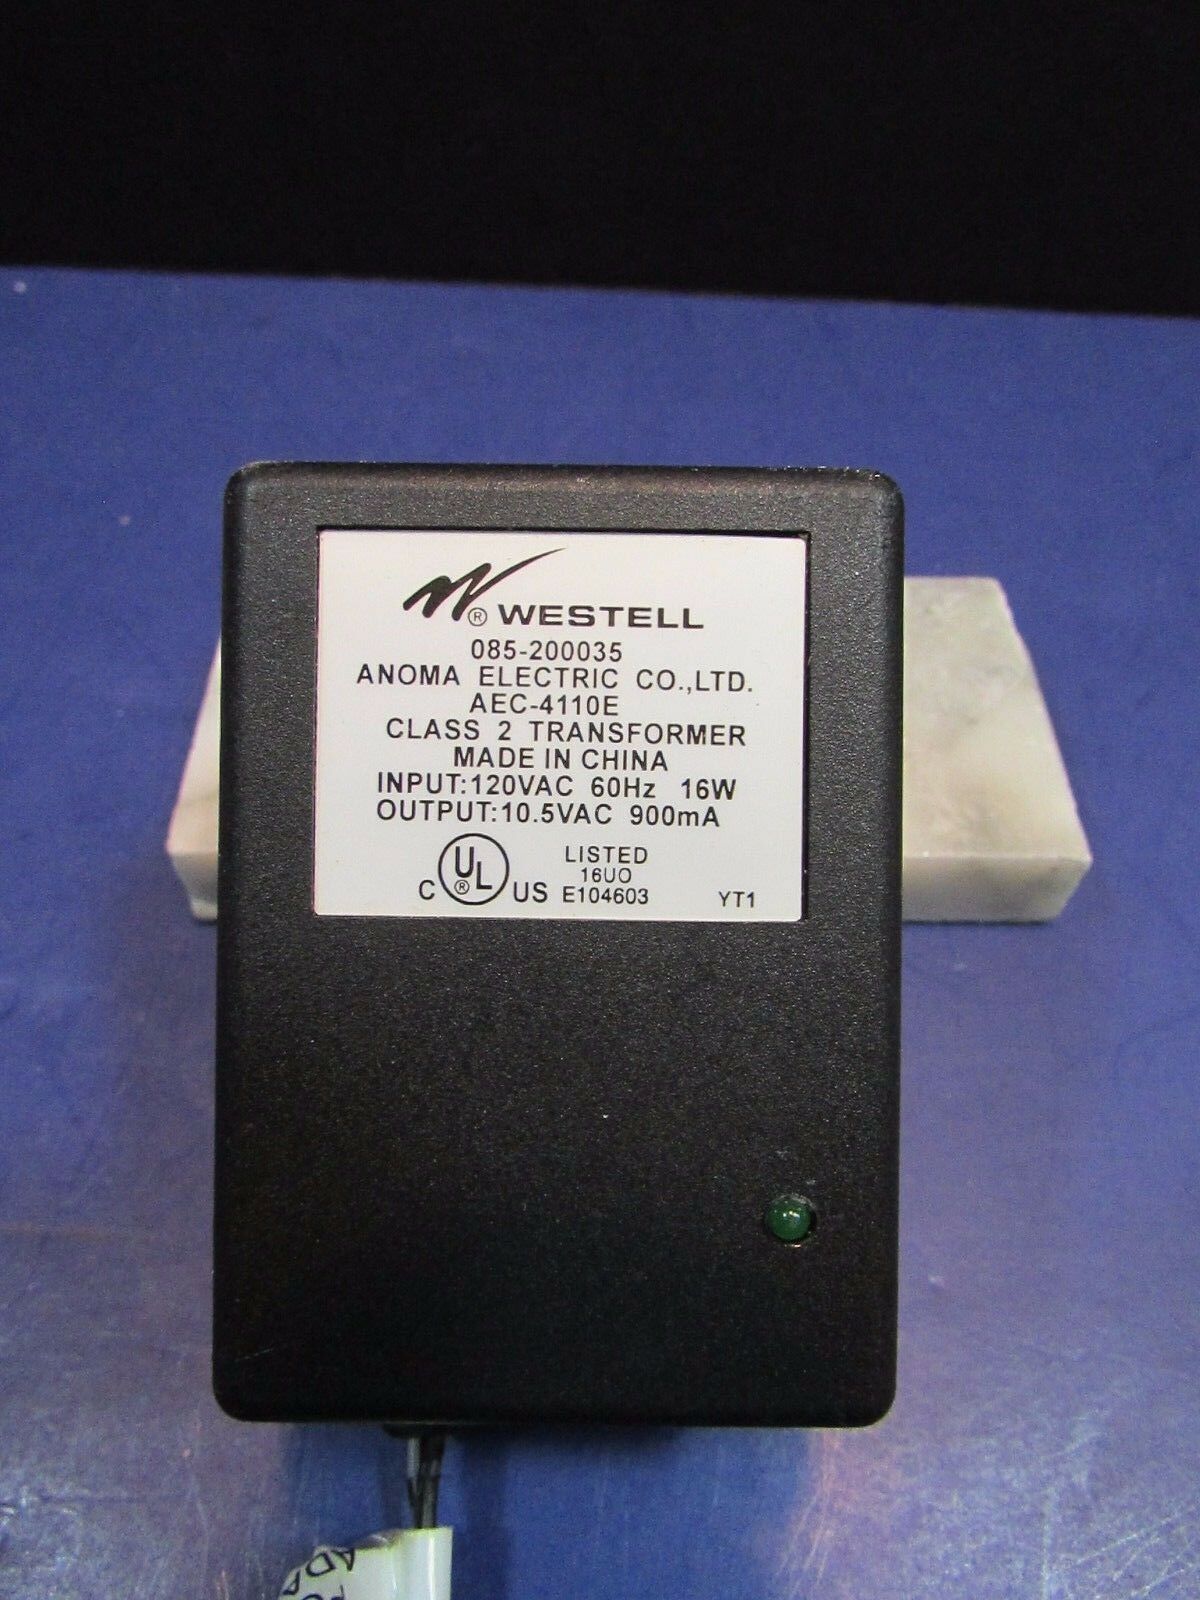 ® WESTELL
085-200035
ANOMA ELECTRIC CO.,LTD.
AEC-4110E
CLASS 2 TRANSFORMER
MADE IN CHINA
INPUT:120VAC 60Hz 16W
OUTPUT:10.5VAC 900mA
C UL ® US
LISTED
16UO
E104603
YT1